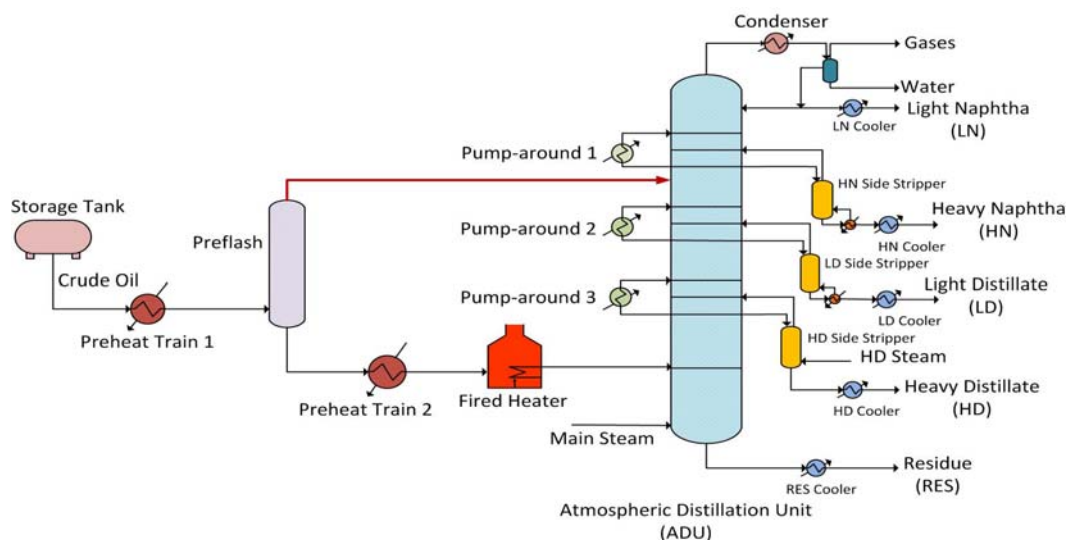 Condenser
Gases
Water
Light Naphtha
(LN)
LN Cooler
Pump-around 1
HN Side Stripper
Heavy Naphtha
(HN)
HN Cooler
Storage Tank
Preflash
Pump-around 2
LD Side Stripper
Crude Oil
Light Distillate
(LD)
LD Cooler
Pump-around 3
Preheat Train 1
HD Side Stripper
HD Steam
Heavy Distillate
(HD)
HD Cooler
Preheat Train 2
Fired Heater
Main Steam
Residue
(RES)
RES Cooler
Atmospheric Distillation Unit
(ADU)